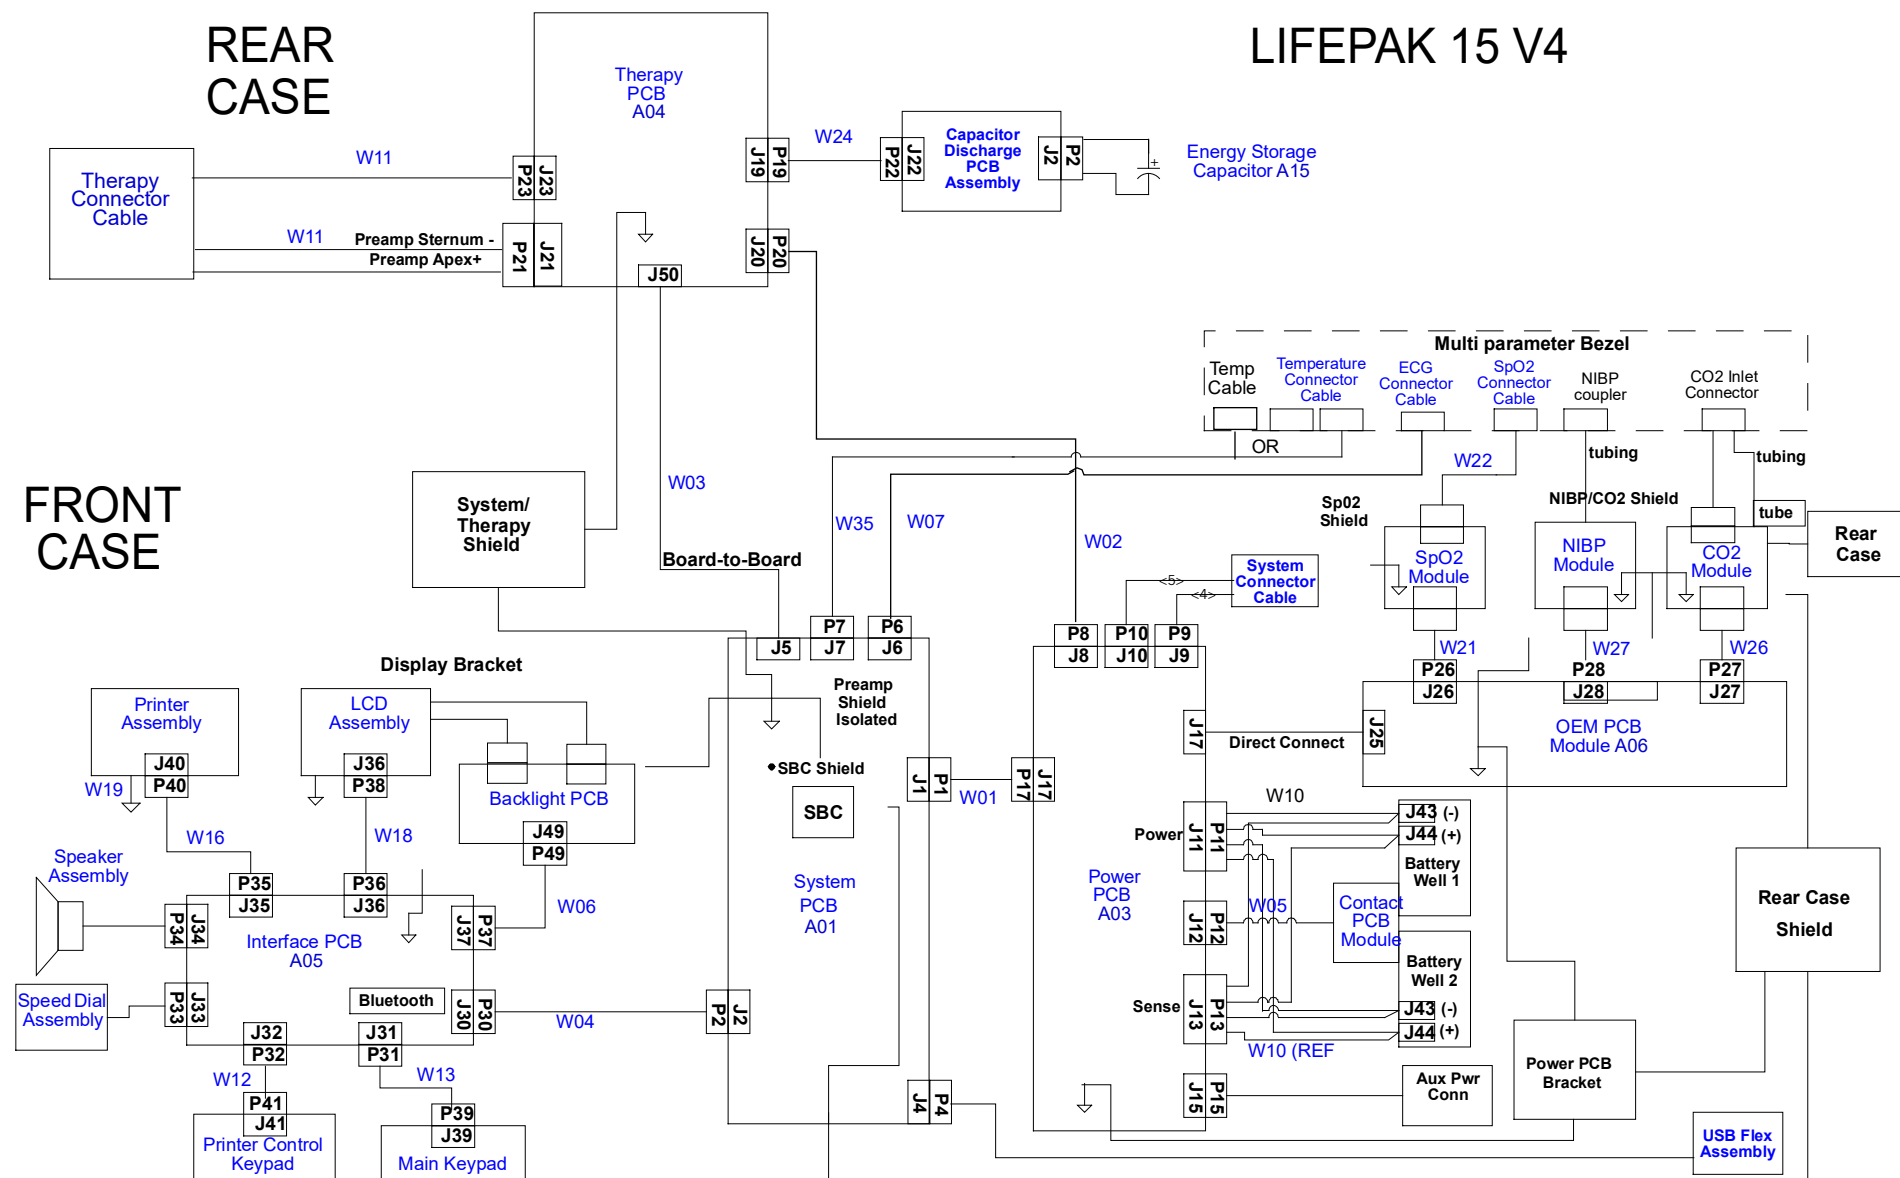 REAR
CASE
LIFEPAK 15 V4
Therapy
PCB
A04
W11
Therapy
Connector
Cable
P23
J23
W11
Preamp Sternum -
Preamp Apex+
P21
J21
J50
J19
P19
W24
P22
J22
Capacitor
Discharge
PCB
Assembly
J2
P2
+
Energy Storage
Capacitor A15
J20
P20
Multi parameter Bezel
Temp
Cable
Temperature
Connector
Cable
ECG
Connector
Cable
SpO2
Connector
Cable
NIBP
coupler
CO2 Inlet
Connector
OR
W22
tubing
tubing
FRONT
CASE
System/
Therapy
Shield
W03
W35
W07
W02
Board-to-Board
Sp02
Shield
NIBP/CO2 Shield
tube
Rear
Case
SpO2
Module
NIBP
Module
CO2
Module
<5>
<4>
System
Connector
Cable
J5
P7
J7
P6
J6
P8
J8
P10
J10
P9
J9
W21
W27
W26
P26
J26
P28
J28
P27
J27
OEM PCB
Module A06
J17
Direct Connect
J25
Display Bracket
Printer
Assembly
J40
P40
W19
LCD
Assembly
J36
P38
Backlight PCB
J49
P49
Preamp
Shield
Isolated
SBC Shield
SBC
J1
P1
W01
P17
J17
W16
W18
W06
Speaker
Assembly
P34
J34
P35
J35
P36
J36
J37
P37
Interface PCB
A05
Speed Dial
Assembly
P33
J33
Bluetooth
J30
P30
W04
P2
J2
System
PCB
A01
J32
P32
J31
P31
W12
W13
P41
J41
Printer Control
Keypad
P39
J39
Main Keypad
J4
P4
Power
PCB
A03
Power
J11
P11
W10
J43 (-)
J44 (+)
Battery
Well 1
J12
P12
W05
Contact
PCB
Module
Battery
Well 2
J43 (-)
J44 (+)
Sense
J13
P13
W10 (REF
J15
P15
Aux Pwr
Conn
Power PCB
Bracket
Rear Case
Shield
USB Flex
Assembly